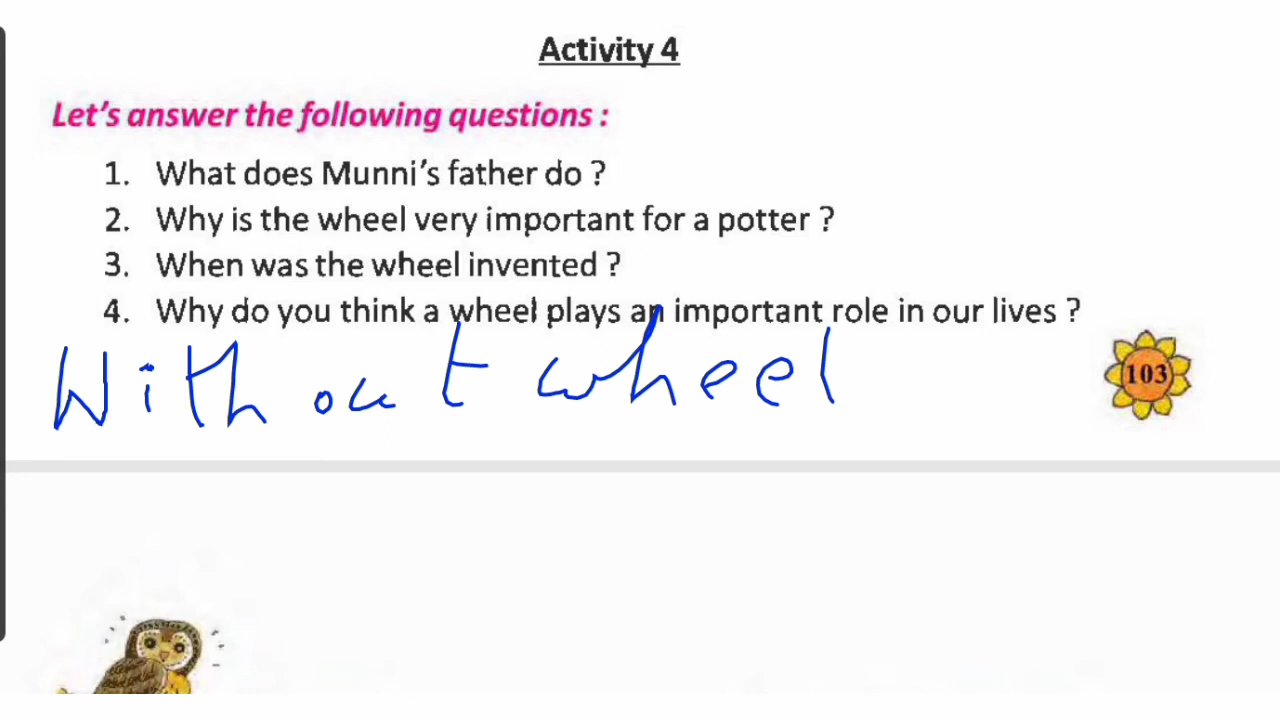 Activity 4
Let's answer the following questions :
1. What does Munni's father do ?
2. Why is the wheel very important for a potter ?
3. When was the wheel invented ?
4. Why do you think a wheel plays an important role in our lives ?
Without wheel
103